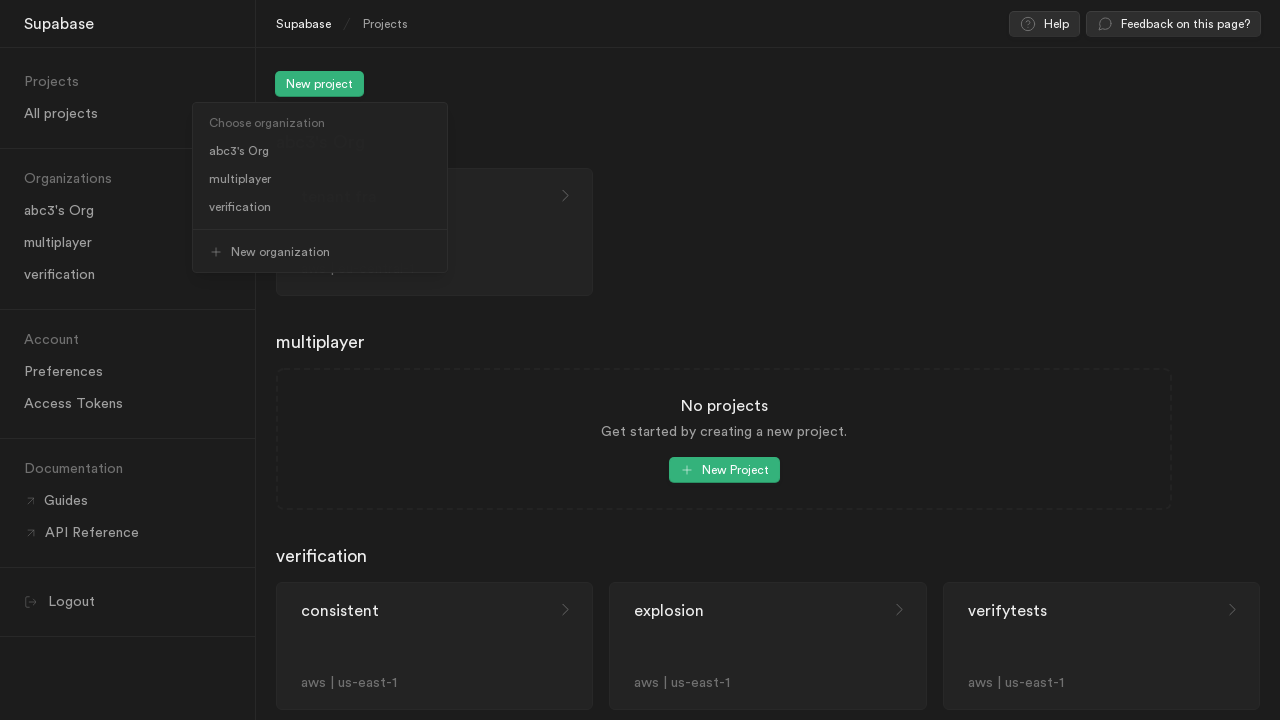 Supabase
Supabase / Projects
Help
Feedback on this page?
Projects
All projects
Organizations
abc3's Org
multiplayer
verification
Account
Preferences
Access Tokens
Documentation
Guides
API Reference
Logout
New project
Choose organization
abc3's Org
multiplayer
verification
New organization
multiplayer
No projects
Get started by creating a new project.
New Project
verification
consistent
aws | us-east-1
explosion
aws | us-east-1
verifytests
aws | us-east-1